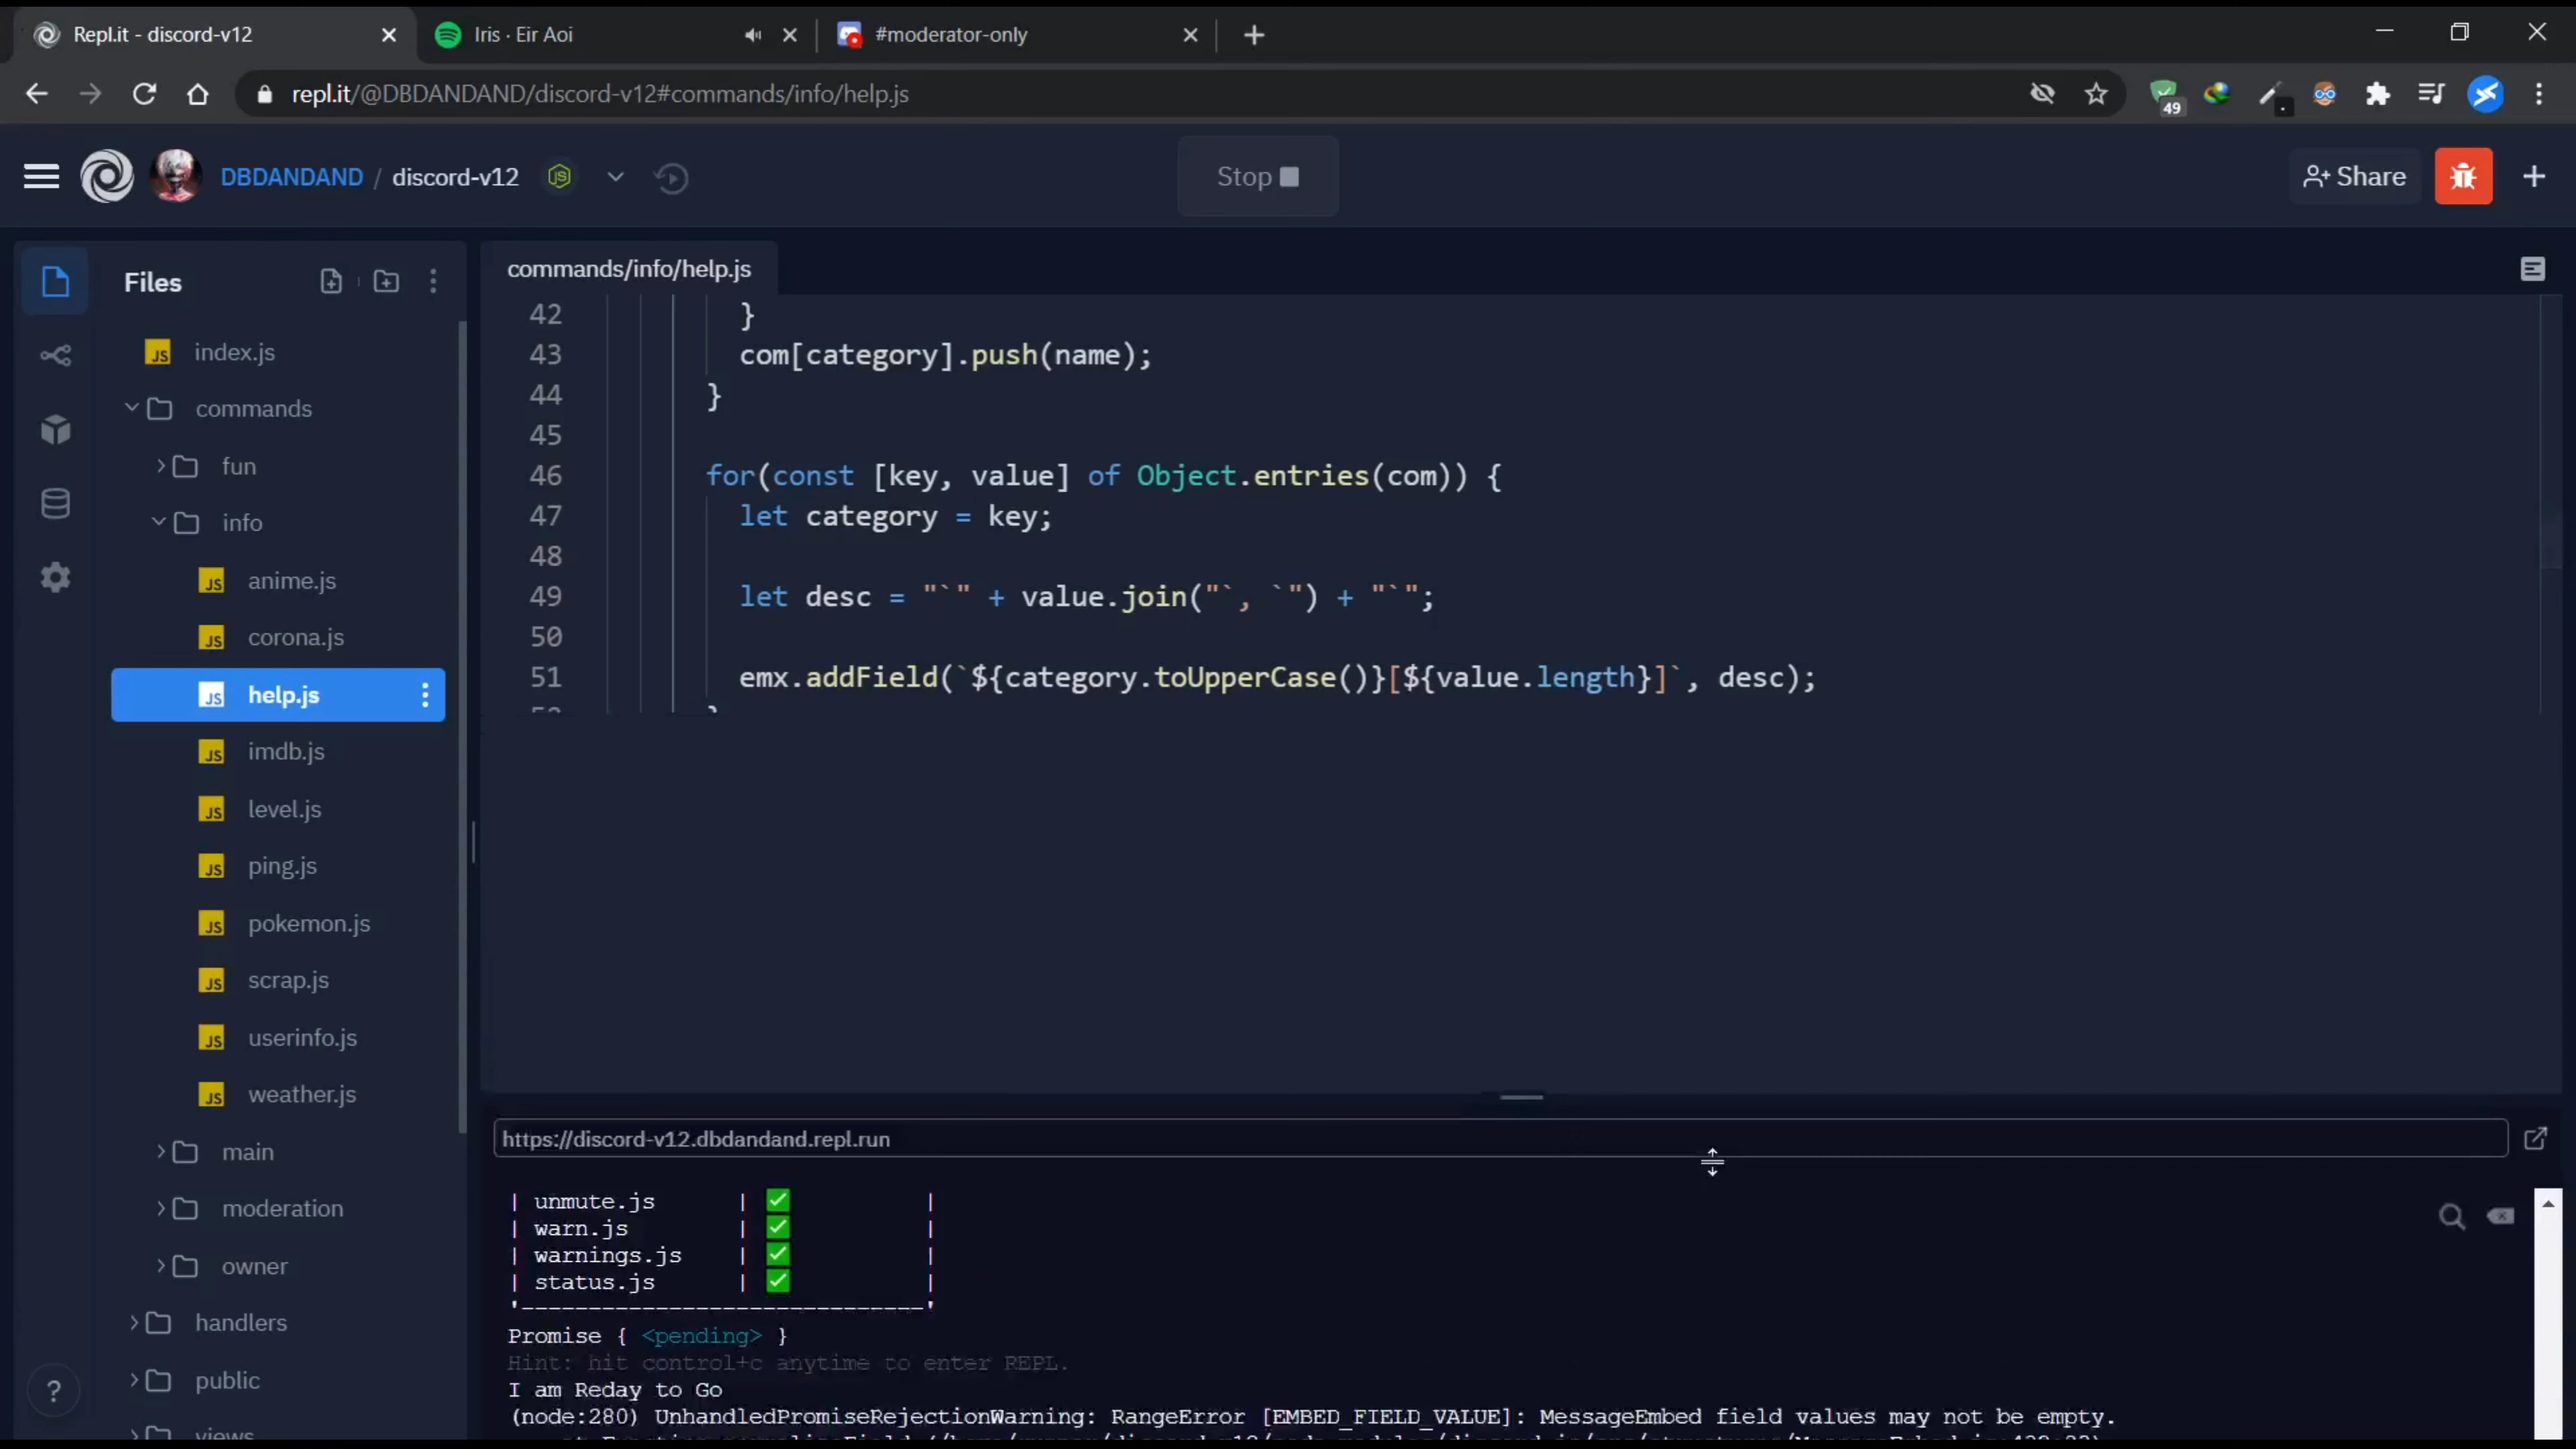 Repl.it - discord-v12
Iris · Eir Aoi
#moderator-only
repl.it/@DBDANDAND/discord-v12#commands/info/help.js
49
DBDANDAND / discord-v12
Stop
Share
Files
commands/info/help.js
index.js
commands
fun
info
anime.js
corona.js
help.js
imdb.js
level.js
ping.js
pokemon.js
scrap.js
userinfo.js
weather.js
main
moderation
owner
handlers
public
views
42 }
43 com[category].push(name);
44 }
45
46 for(const [key, value] of Object.entries(com)) {
47 let category = key;
48
49 let desc = "`" + value.join("`, `") + "`";
50
51 emx.addField(`${category.toUpperCase()}[${value.length}]`, desc);
https://discord-v12.dbdandand.repl.run
| unmute.js | ✅ |
| warn.js | ✅ |
| warnings.js | ✅ |
| status.js | ✅ |
'------------------------------'
Promise { <pending> }
Hint: hit control+c anytime to enter REPL.
I am Reday to Go
(node:280) UnhandledPromiseRejectionWarning: RangeError [EMBED_FIELD_VALUE]: MessageEmbed field values may not be empty.